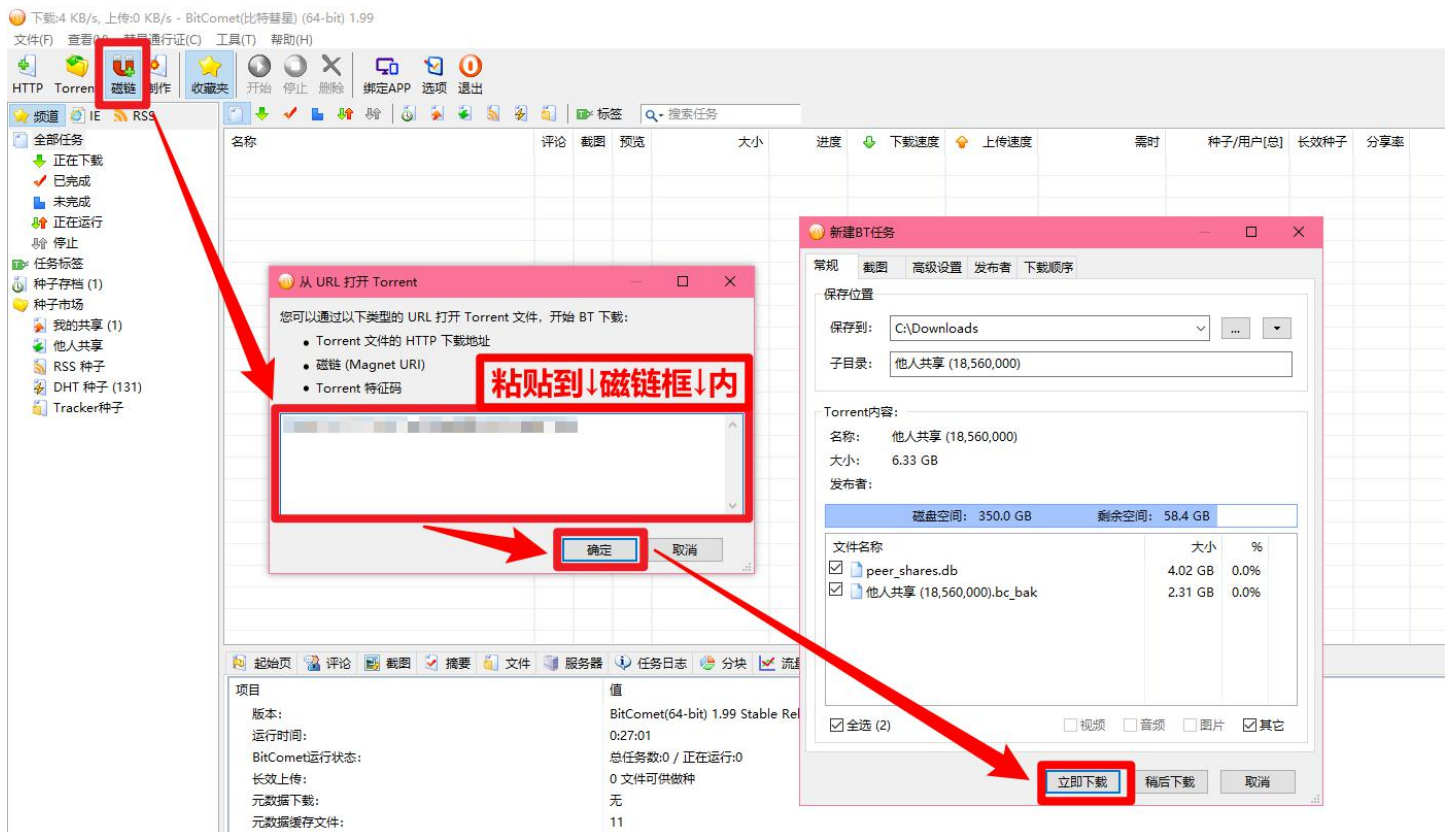 下载:4 KB/s, 上传:0 KB/s - BitComet(比特彗星) (64-bit) 1.99
文件(F) 查看 彗星通行证(C) 工具(T) 帮助(H)
HTTP Torren 磁链 制作 收藏夹 开始 停止 删除 绑定APP 选项 退出
频道 IE RSS 标签 搜索任务
名称 评论 截图 预览 大小 进度 下载速度 上传速度 需时 种子/用户[总] 长效种子 分享率
全部任务
正在下载
已完成
未完成
正在运行
停止
任务标签
种子存档 (1)
种子市场
我的共享 (1)
他人共享
RSS 种子
DHT 种子 (131)
Tracker种子
从 URL 打开 Torrent
您可以通过以下类型的 URL 打开 Torrent 文件, 开始 BT 下载:
• Torrent 文件的 HTTP 下载地址
• 磁链 (Magnet URI)
• Torrent 特征码
粘贴到↓磁链框↓内
确定 取消
新建BT任务
常规 截图 高级设置 发布者 下载顺序
保存位置
保存到: C:\Downloads ...
子目录: 他人共享 (18,560,000)
Torrent内容:
名称: 他人共享 (18,560,000)
大小: 6.33 GB
发布者:
磁盘空间: 350.0 GB 剩余空间: 58.4 GB
文件名称 大小 %
peer_shares.db 4.02 GB 0.0%
他人共享 (18,560,000).bc_bak 2.31 GB 0.0%
全选 (2) 视频 音频 图片 其它
立即下载 稍后下载 取消
起始页 评论 截图 摘要 文件 服务器 任务日志 分块 流
项目 值
版本: BitComet(64-bit) 1.99 Stable Rel
运行时间: 0:27:01
BitComet运行状态: 总任务数:0 / 正在运行:0
长效上传: 0 文件可供做种
元数据下载: 无
元数据缓存文件: 11